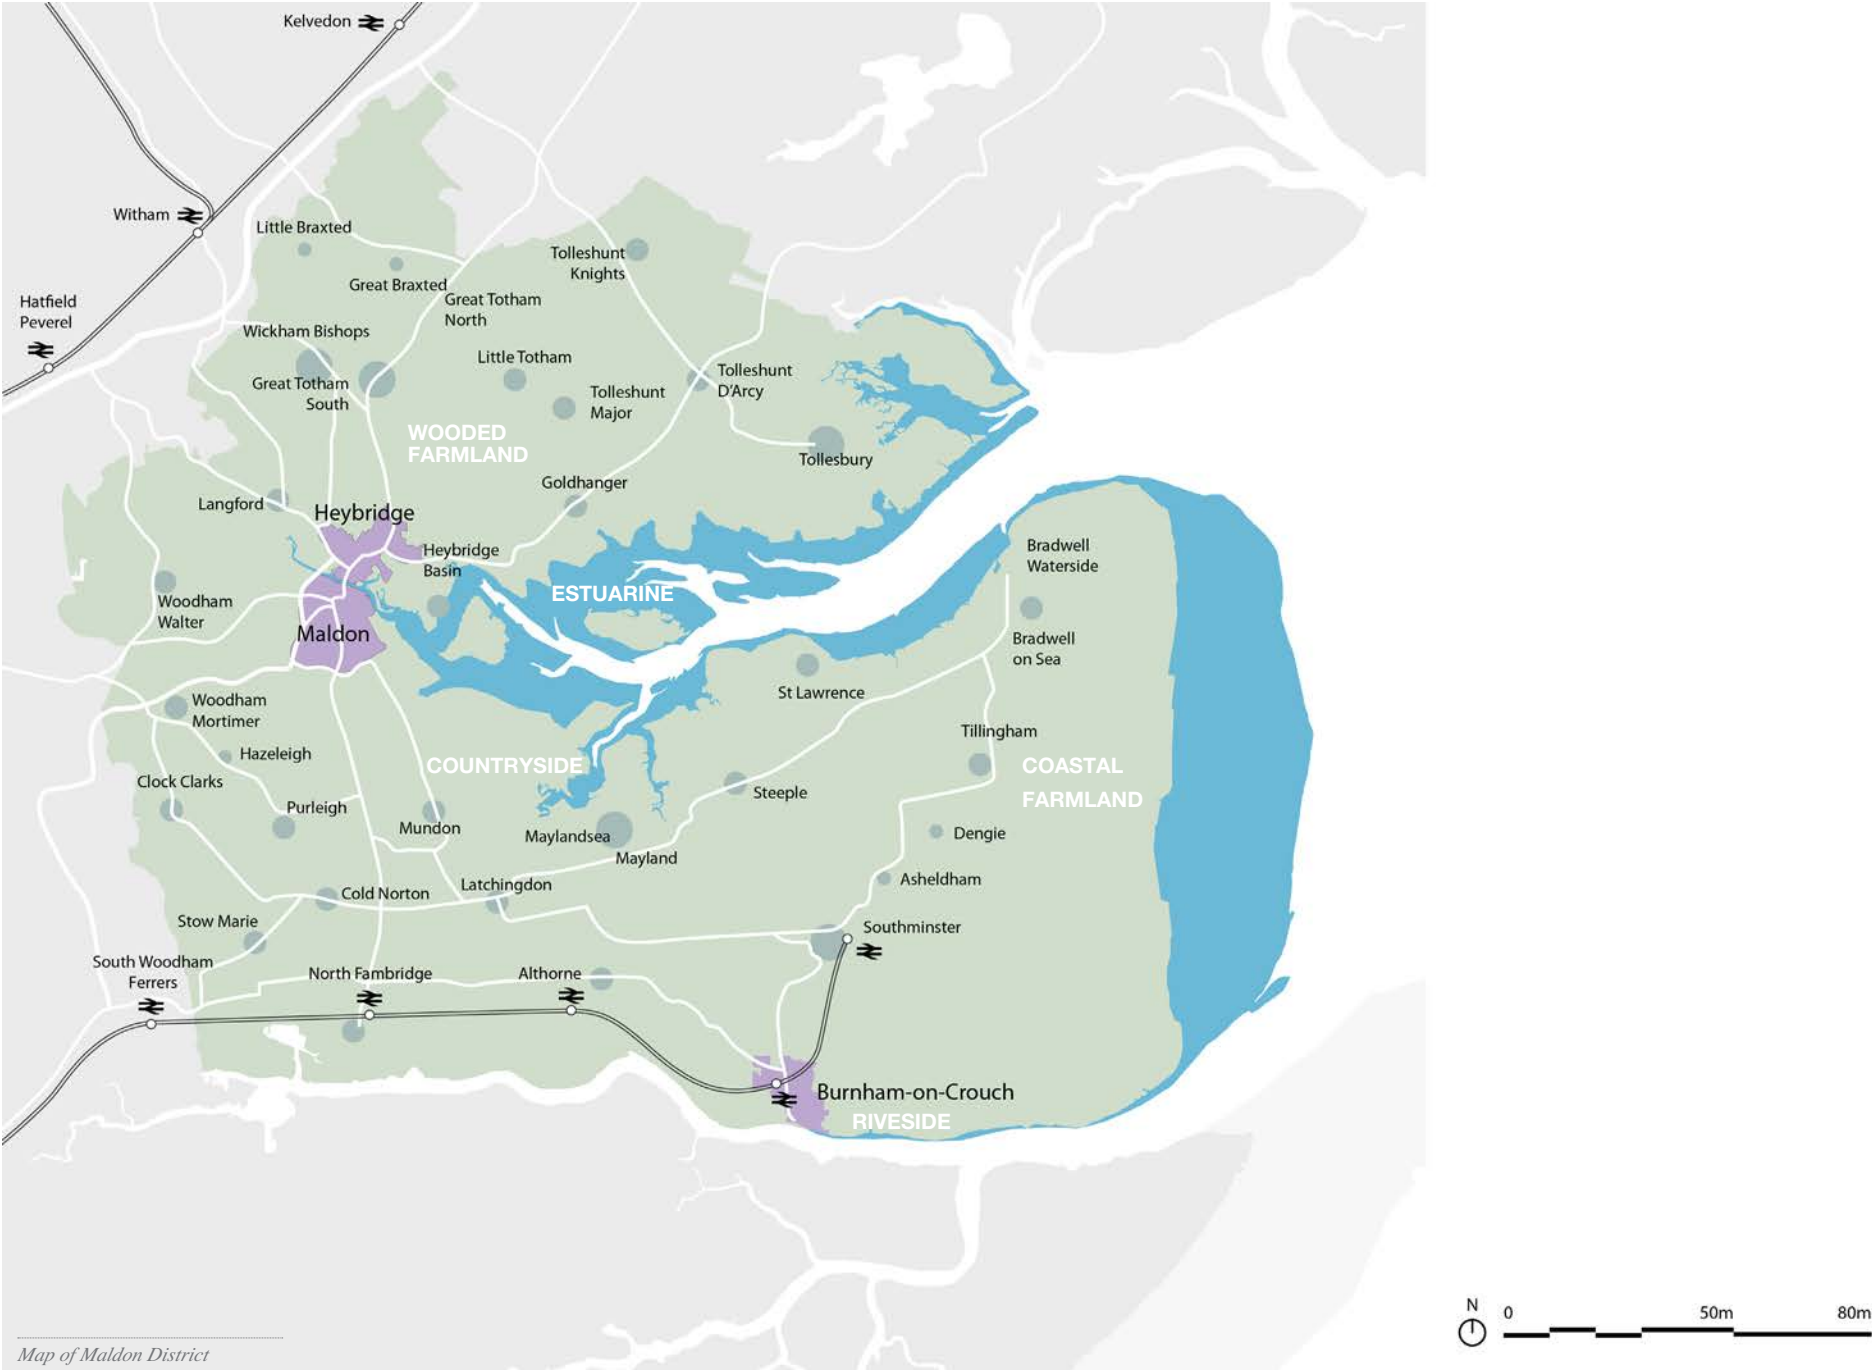 Kelvedon
Witham
Little Braxted
Tolleshunt
Knights
Great Braxted
Great Totham
North
Hatfield
Peverel
Wickham Bishops
Little Totham
Great Totham
South
Tolleshunt
D'Arcy
Tolleshunt
Major
WOODED
FARMLAND
Tollesbury
Goldhanger
Langford
Heybridge
Heybridge
Basin
Bradwell
Waterside
ESTUARINE
Woodham
Walter
Maldon
Bradwell
on Sea
St Lawrence
Woodham
Mortimer
Tillingham
Hazeleigh
COUNTRYSIDE
COASTAL
FARMLAND
Clock Clarks
Steeple
Purleigh
Mundon
Maylandsea
Dengie
Mayland
Asheldham
Latchingdon
Cold Norton
Stow Marie
Southminster
South Woodham
Ferrers
North Fambridge
Althorne
Burnham-on-Crouch
RIVESIDE
N
0
50m
80m
Map of Maldon District